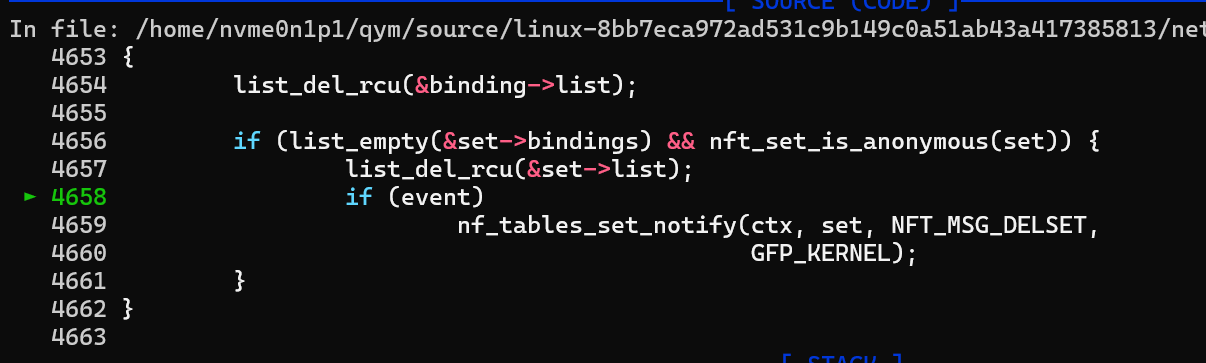 [ SOURCE (CODE) ]
In file: /home/nvme0n1p1/qym/source/linux-8bb7eca972ad531c9b149c0a51ab43a417385813/net
4653 {
4654         list_del_rcu(&binding->list);
4655
4656         if (list_empty(&set->bindings) && nft_set_is_anonymous(set)) {
4657                 list_del_rcu(&set->list);
► 4658                 if (event)
4659                         nf_tables_set_notify(ctx, set, NFT_MSG_DELSET,
4660                                              GFP_KERNEL);
4661         }
4662 }
4663
[ STACK ]